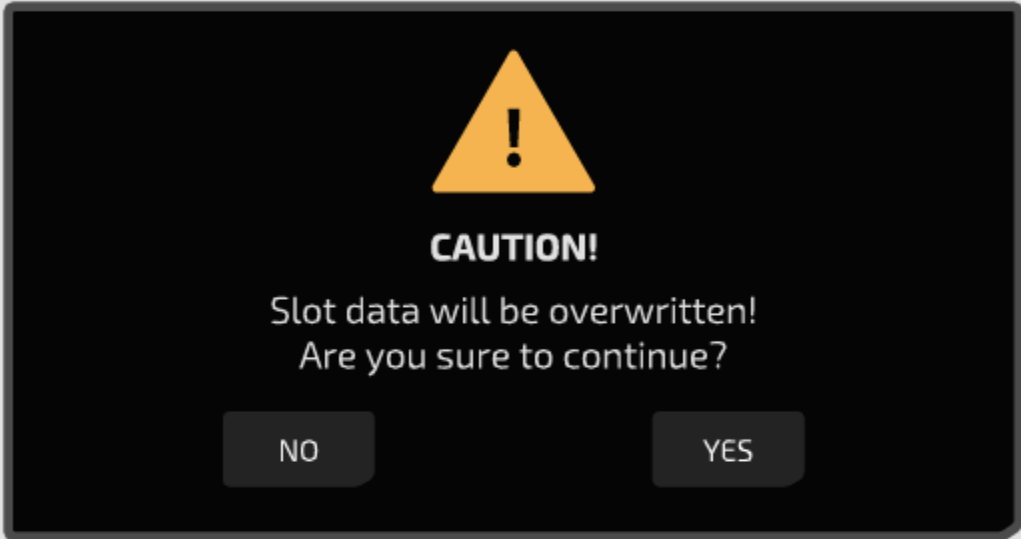 !
CAUTION!
Slot data will be overwritten!
Are you sure to continue?
NO
YES